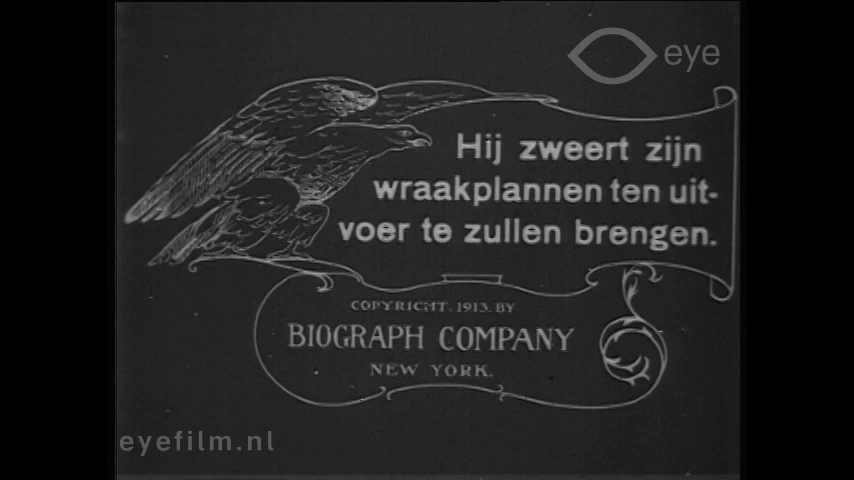 eye
Hij zweert zijn
wraakplannen ten uit-
voer te zullen brengen.
COPYRICHT. 1913. BY
BIOGRAPH COMPANY
NEW YORK.
eyefilm.nl